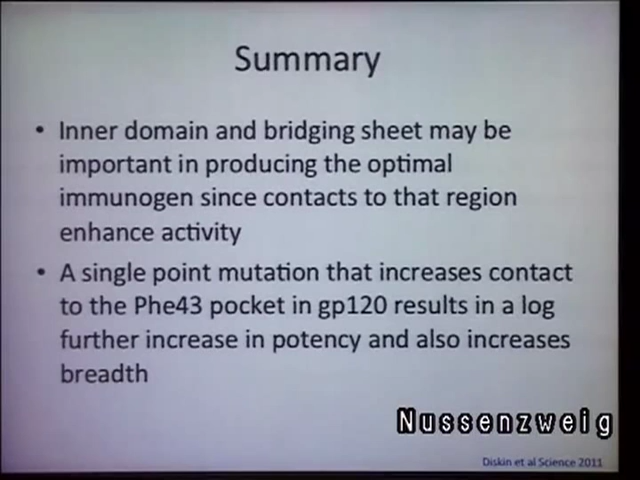 Summary
• Inner domain and bridging sheet may be
important in producing the optimal
immunogen since contacts to that region
enhance activity
• A single point mutation that increases contact
to the Phe43 pocket in gp120 results in a log
further increase in potency and also increases
breadth
Nussenzweig
Diskin et al Science 2011